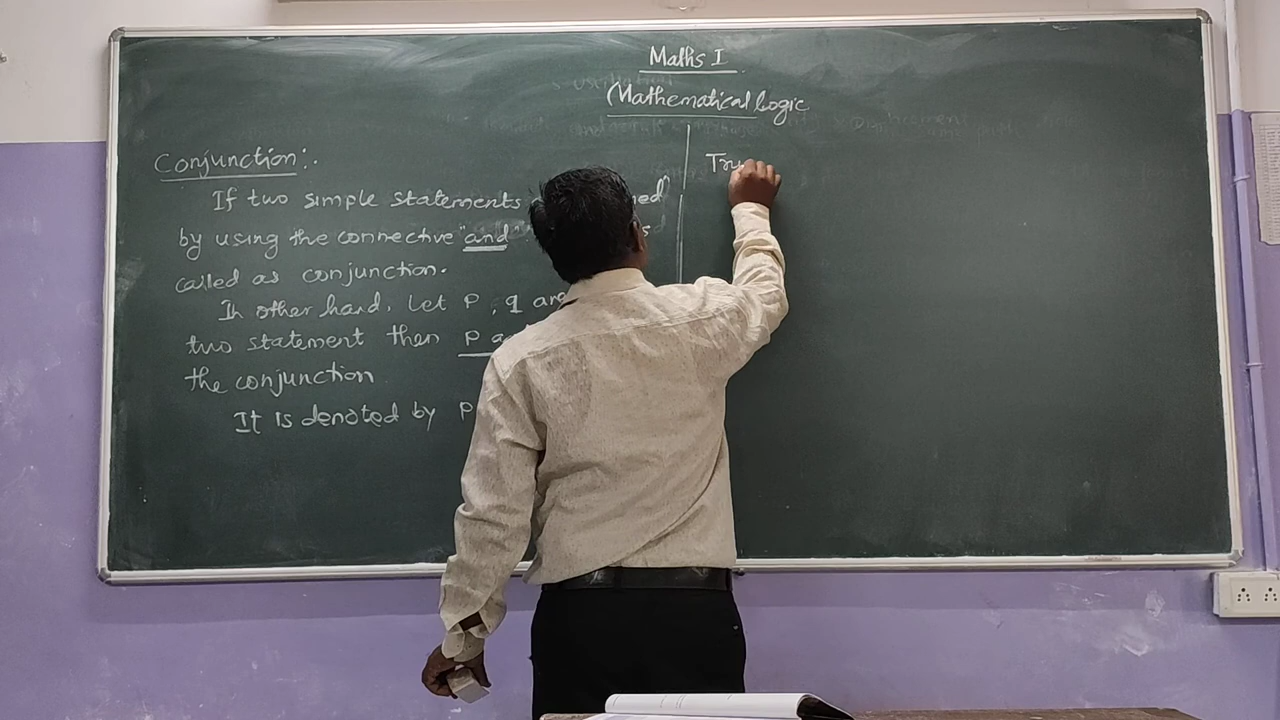 Maths I
(Mathematical Logic
Conjunction:.
If two simple statements
by using the connective "and"
called as conjunction.
In other hand, let P, q are
two statement then P
the conjunction
It is denoted by P